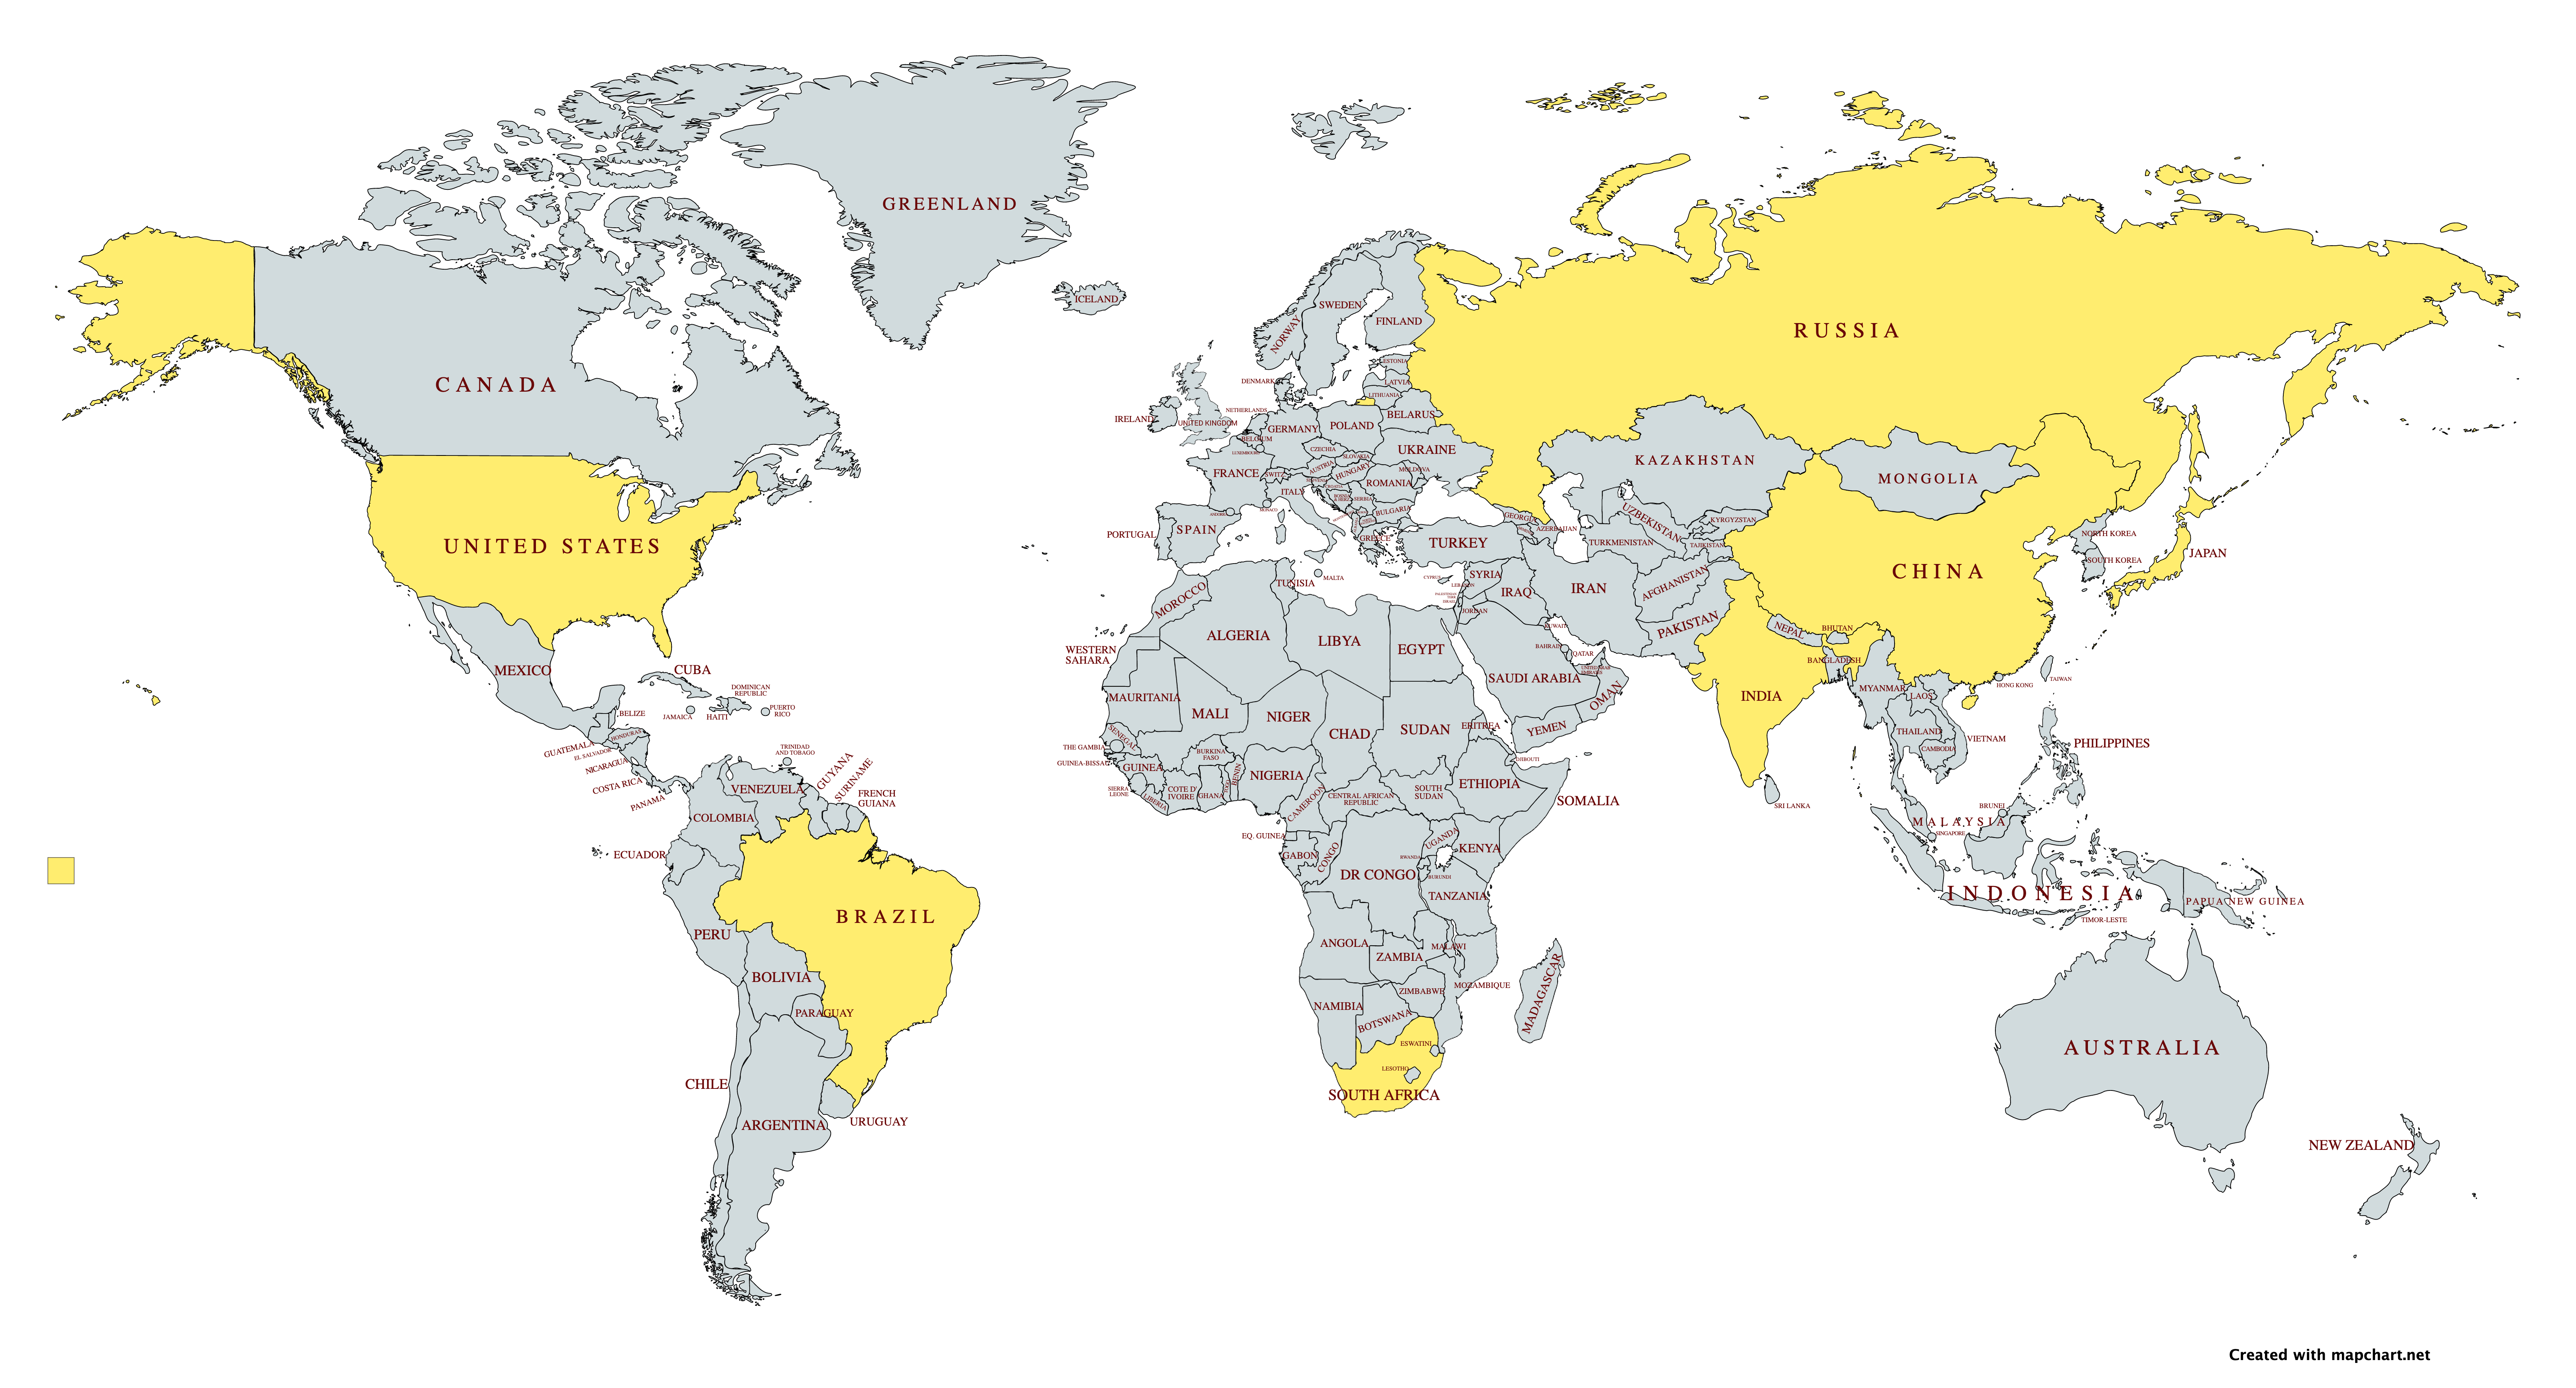 GREENLAND
ICELAND
CANADA
UNITED STATES
MEXICO
CUBA
DOMINICAN
REPUBLIC
JAMAICA
HAITI
PUERTO
RICO
BELIZE
GUATEMALA
HONDURAS
EL SALVADOR
NICARAGUA
COSTA RICA
PANAMA
TRINIDAD
AND TOBAGO
VENEZUELA
GUYANA
SURINAME
FRENCH
GUIANA
COLOMBIA
ECUADOR
BRAZIL
PERU
BOLIVIA
PARAGUAY
CHILE
ARGENTINA
URUGUAY
NORWAY
SWEDEN
FINLAND
ESTONIA
LATVIA
LITHUANIA
DENMARK
IRELAND
UNITED KINGDOM
NETHERLANDS
BELGIUM
LUXEMBOURG
GERMANY
POLAND
BELARUS
UKRAINE
CZECHIA
SLOVAKIA
AUSTRIA
HUNGARY
MOLDOVA
ROMANIA
FRANCE
SWITZ.
ITALY
SERBIA
BULGARIA
MONACO
ANDORRA
PORTUGAL
SPAIN
GREECE
MALTA
CYPRUS
TURKEY
GEORGIA
AZERBAIJAN
RUSSIA
KAZAKHSTAN
MONGOLIA
UZBEKISTAN
KYRGYZSTAN
TURKMENISTAN
TAJIKISTAN
CHINA
NORTH KOREA
SOUTH KOREA
JAPAN
SYRIA
LEBANON
IRAQ
IRAN
JORDAN
KUWAIT
AFGHANISTAN
PAKISTAN
NEPAL
BHUTAN
BANGLADESH
INDIA
SRI LANKA
BAHRAIN
QATAR
UNITED ARAB
EMIRATES
SAUDI ARABIA
OMAN
YEMEN
MYANMAR
LAOS
THAILAND
CAMBODIA
VIETNAM
HONG KONG
TAIWAN
PHILIPPINES
BRUNEI
MALAYSIA
SINGAPORE
INDONESIA
TIMOR-LESTE
PAPUA NEW GUINEA
AUSTRALIA
NEW ZEALAND
MOROCCO
TUNISIA
WESTERN
SAHARA
ALGERIA
LIBYA
EGYPT
MAURITANIA
MALI
NIGER
CHAD
SUDAN
ERITREA
DJIBOUTI
SENEGAL
THE GAMBIA
GUINEA-BISSAU
GUINEA
SIERRA
LEONE
LIBERIA
COTE D'
IVOIRE
BURKINA
FASO
GHANA
TOGO
BENIN
NIGERIA
CAMEROON
CENTRAL AFRICAN
REPUBLIC
SOUTH
SUDAN
ETHIOPIA
SOMALIA
EQ. GUINEA
GABON
CONGO
DR CONGO
UGANDA
KENYA
RWANDA
BURUNDI
TANZANIA
ANGOLA
ZAMBIA
MALAWI
MOZAMBIQUE
ZIMBABWE
NAMIBIA
BOTSWANA
MADAGASCAR
ESWATINI
LESOTHO
SOUTH AFRICA
Created with mapchart.net